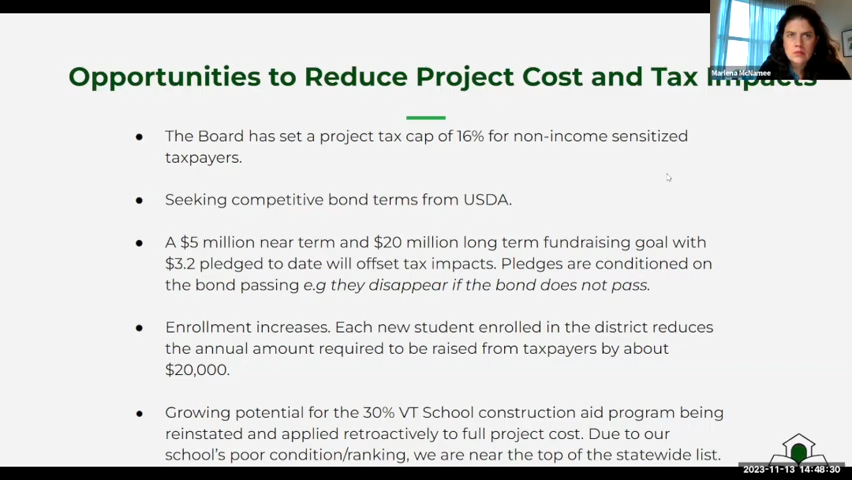 Opportunities to Reduce Project Cost and Tax Impacts
Marlena McNamee
● The Board has set a project tax cap of 16% for non-income sensitized
taxpayers.
● Seeking competitive bond terms from USDA.
● A $5 million near term and $20 million long term fundraising goal with
$3.2 pledged to date will offset tax impacts. Pledges are conditioned on
the bond passing e.g they disappear if the bond does not pass.
● Enrollment increases. Each new student enrolled in the district reduces
the annual amount required to be raised from taxpayers by about
$20,000.
● Growing potential for the 30% VT School construction aid program being
reinstated and applied retroactively to full project cost. Due to our
school's poor condition/ranking, we are near the top of the statewide list.
2023-11-13 14:48:30